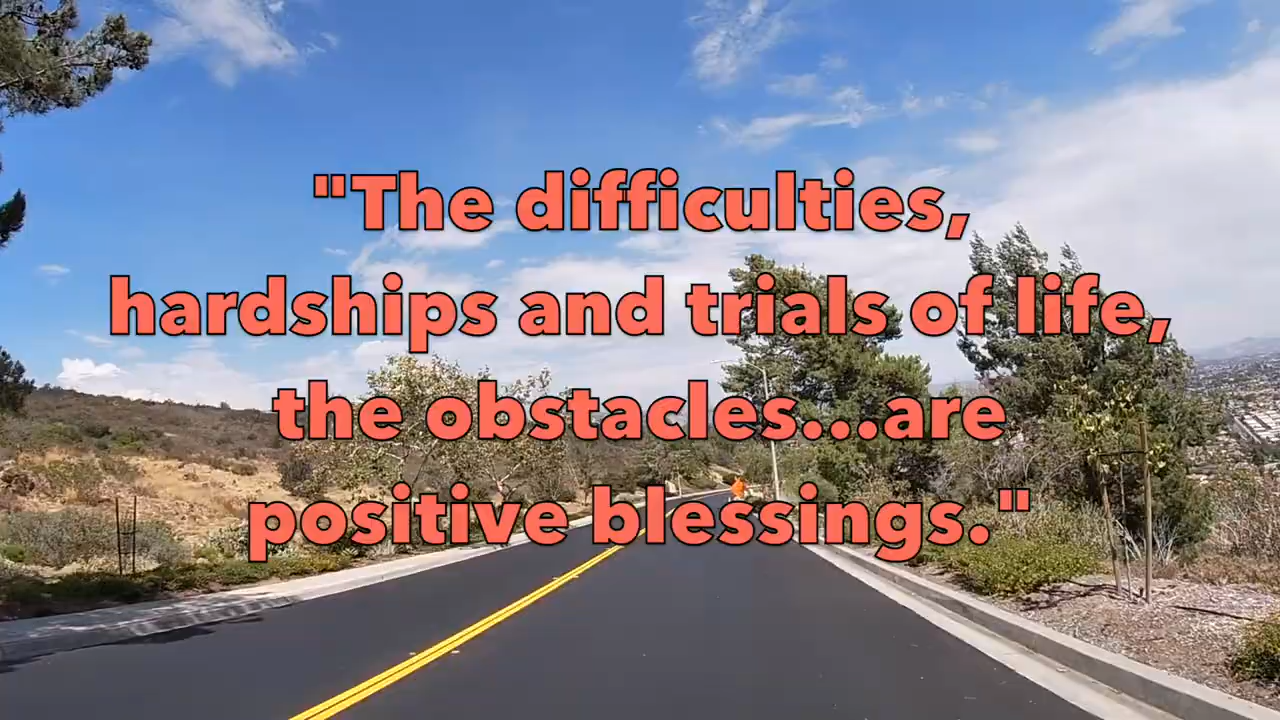 "The difficulties,
hardships and trials of life,
the obstacles...are
positive blessings."